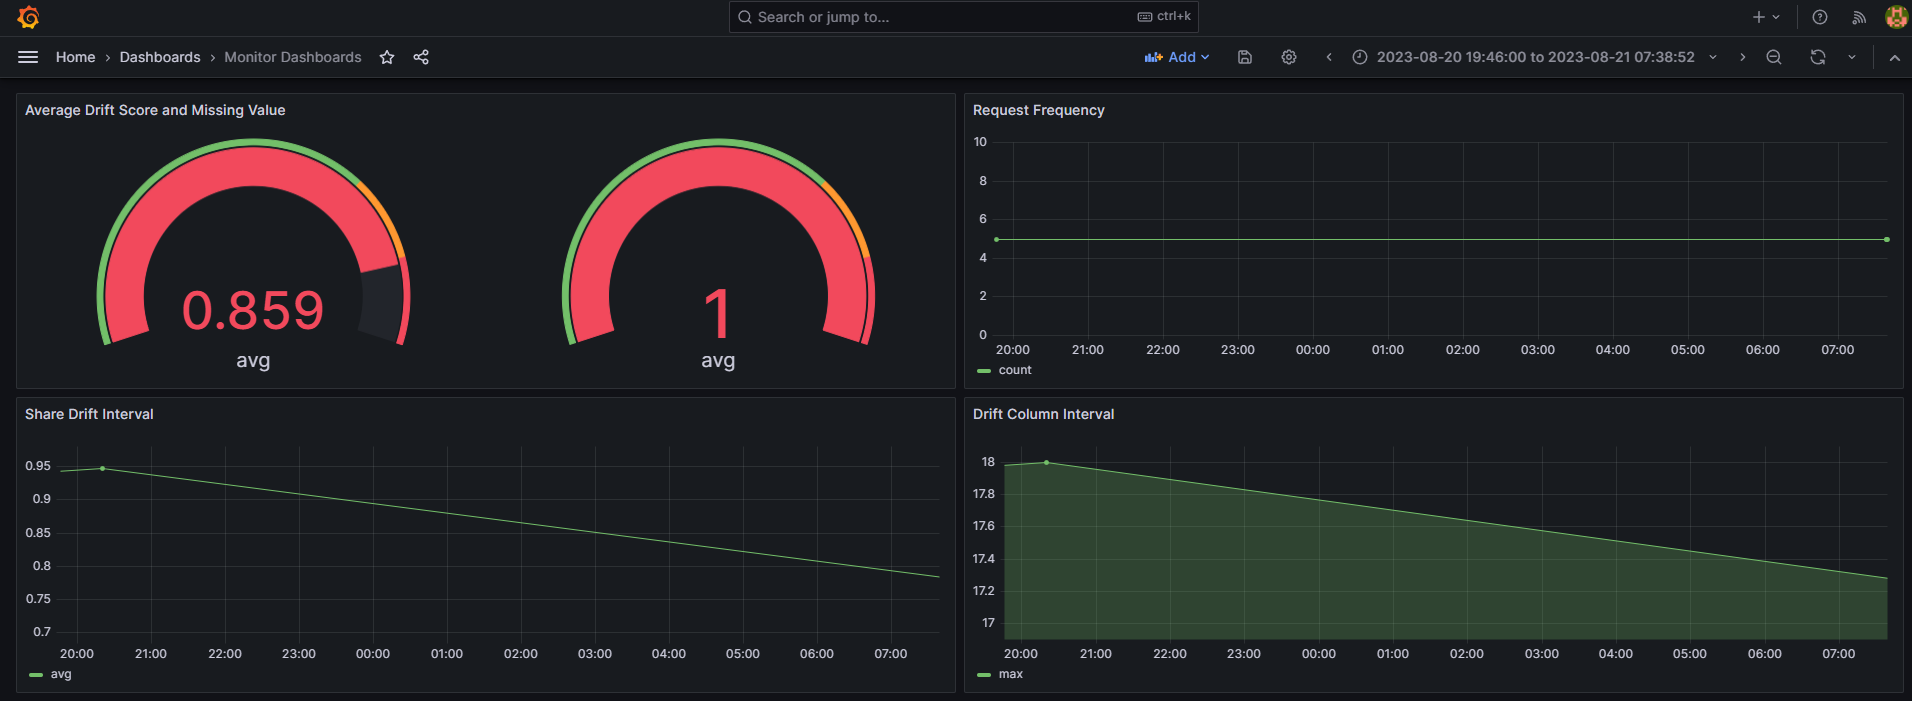 Search or jump to... ctrl+k
Home › Dashboards › Monitor Dashboards Add 2023-08-20 19:46:00 to 2023-08-21 07:38:52
Average Drift Score and Missing Value
0.859
avg
1
avg
Request Frequency
10
8
6
4
2
0
20:00 21:00 22:00 23:00 00:00 01:00 02:00 03:00 04:00 05:00 06:00 07:00
count
Share Drift Interval
0.95
0.9
0.85
0.8
0.75
0.7
20:00 21:00 22:00 23:00 00:00 01:00 02:00 03:00 04:00 05:00 06:00 07:00
avg
Drift Column Interval
18
17.8
17.6
17.4
17.2
17
20:00 21:00 22:00 23:00 00:00 01:00 02:00 03:00 04:00 05:00 06:00 07:00
max